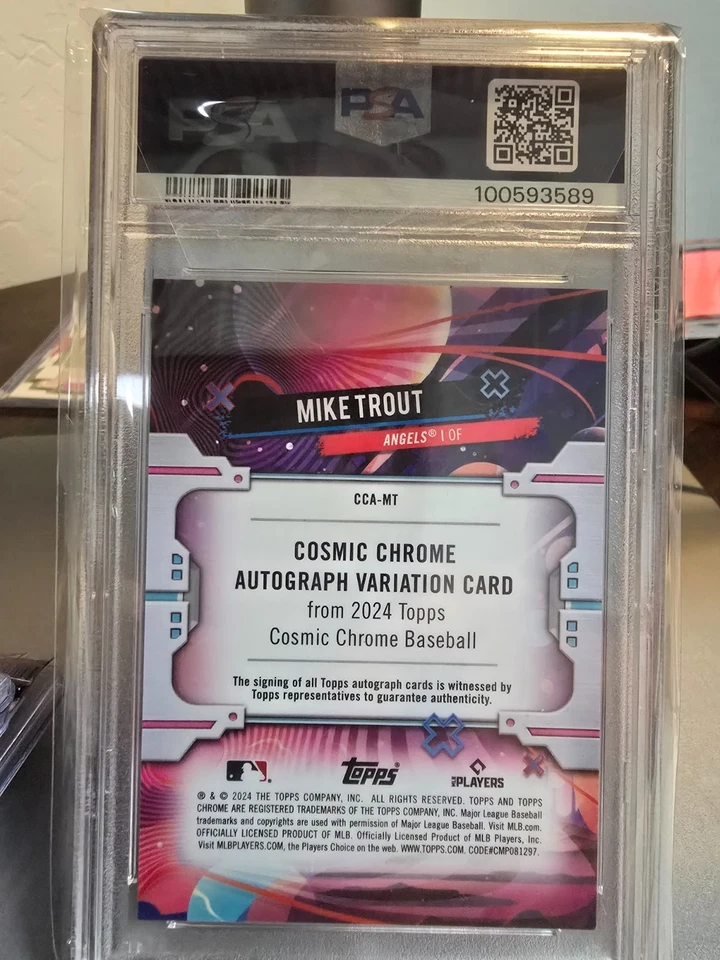 PSA
PSA
100593589
MIKE TROUT
ANGELS® | OF
CCA-MT
COSMIC CHROME
AUTOGRAPH VARIATION CARD
from 2024 Topps
Cosmic Chrome Baseball
The signing of all Topps autograph cards is witnessed by
Topps representatives to guarantee authenticity.
topps®
MLB PLAYERS
® & © 2024 THE TOPPS COMPANY, INC. ALL RIGHTS RESERVED. TOPPS AND TOPPS
CHROME ARE REGISTERED TRADEMARKS OF THE TOPPS COMPANY, INC. Major League Baseball
trademarks and copyrights are used with permission of Major League Baseball. Visit MLB.com.
OFFICIALLY LICENSED PRODUCT OF MLB. Officially Licensed Product of MLB Players, Inc.
Visit MLBPLAYERS.COM, the Players Choice on the web. WWW.TOPPS.COM. CODE#CMP081297.